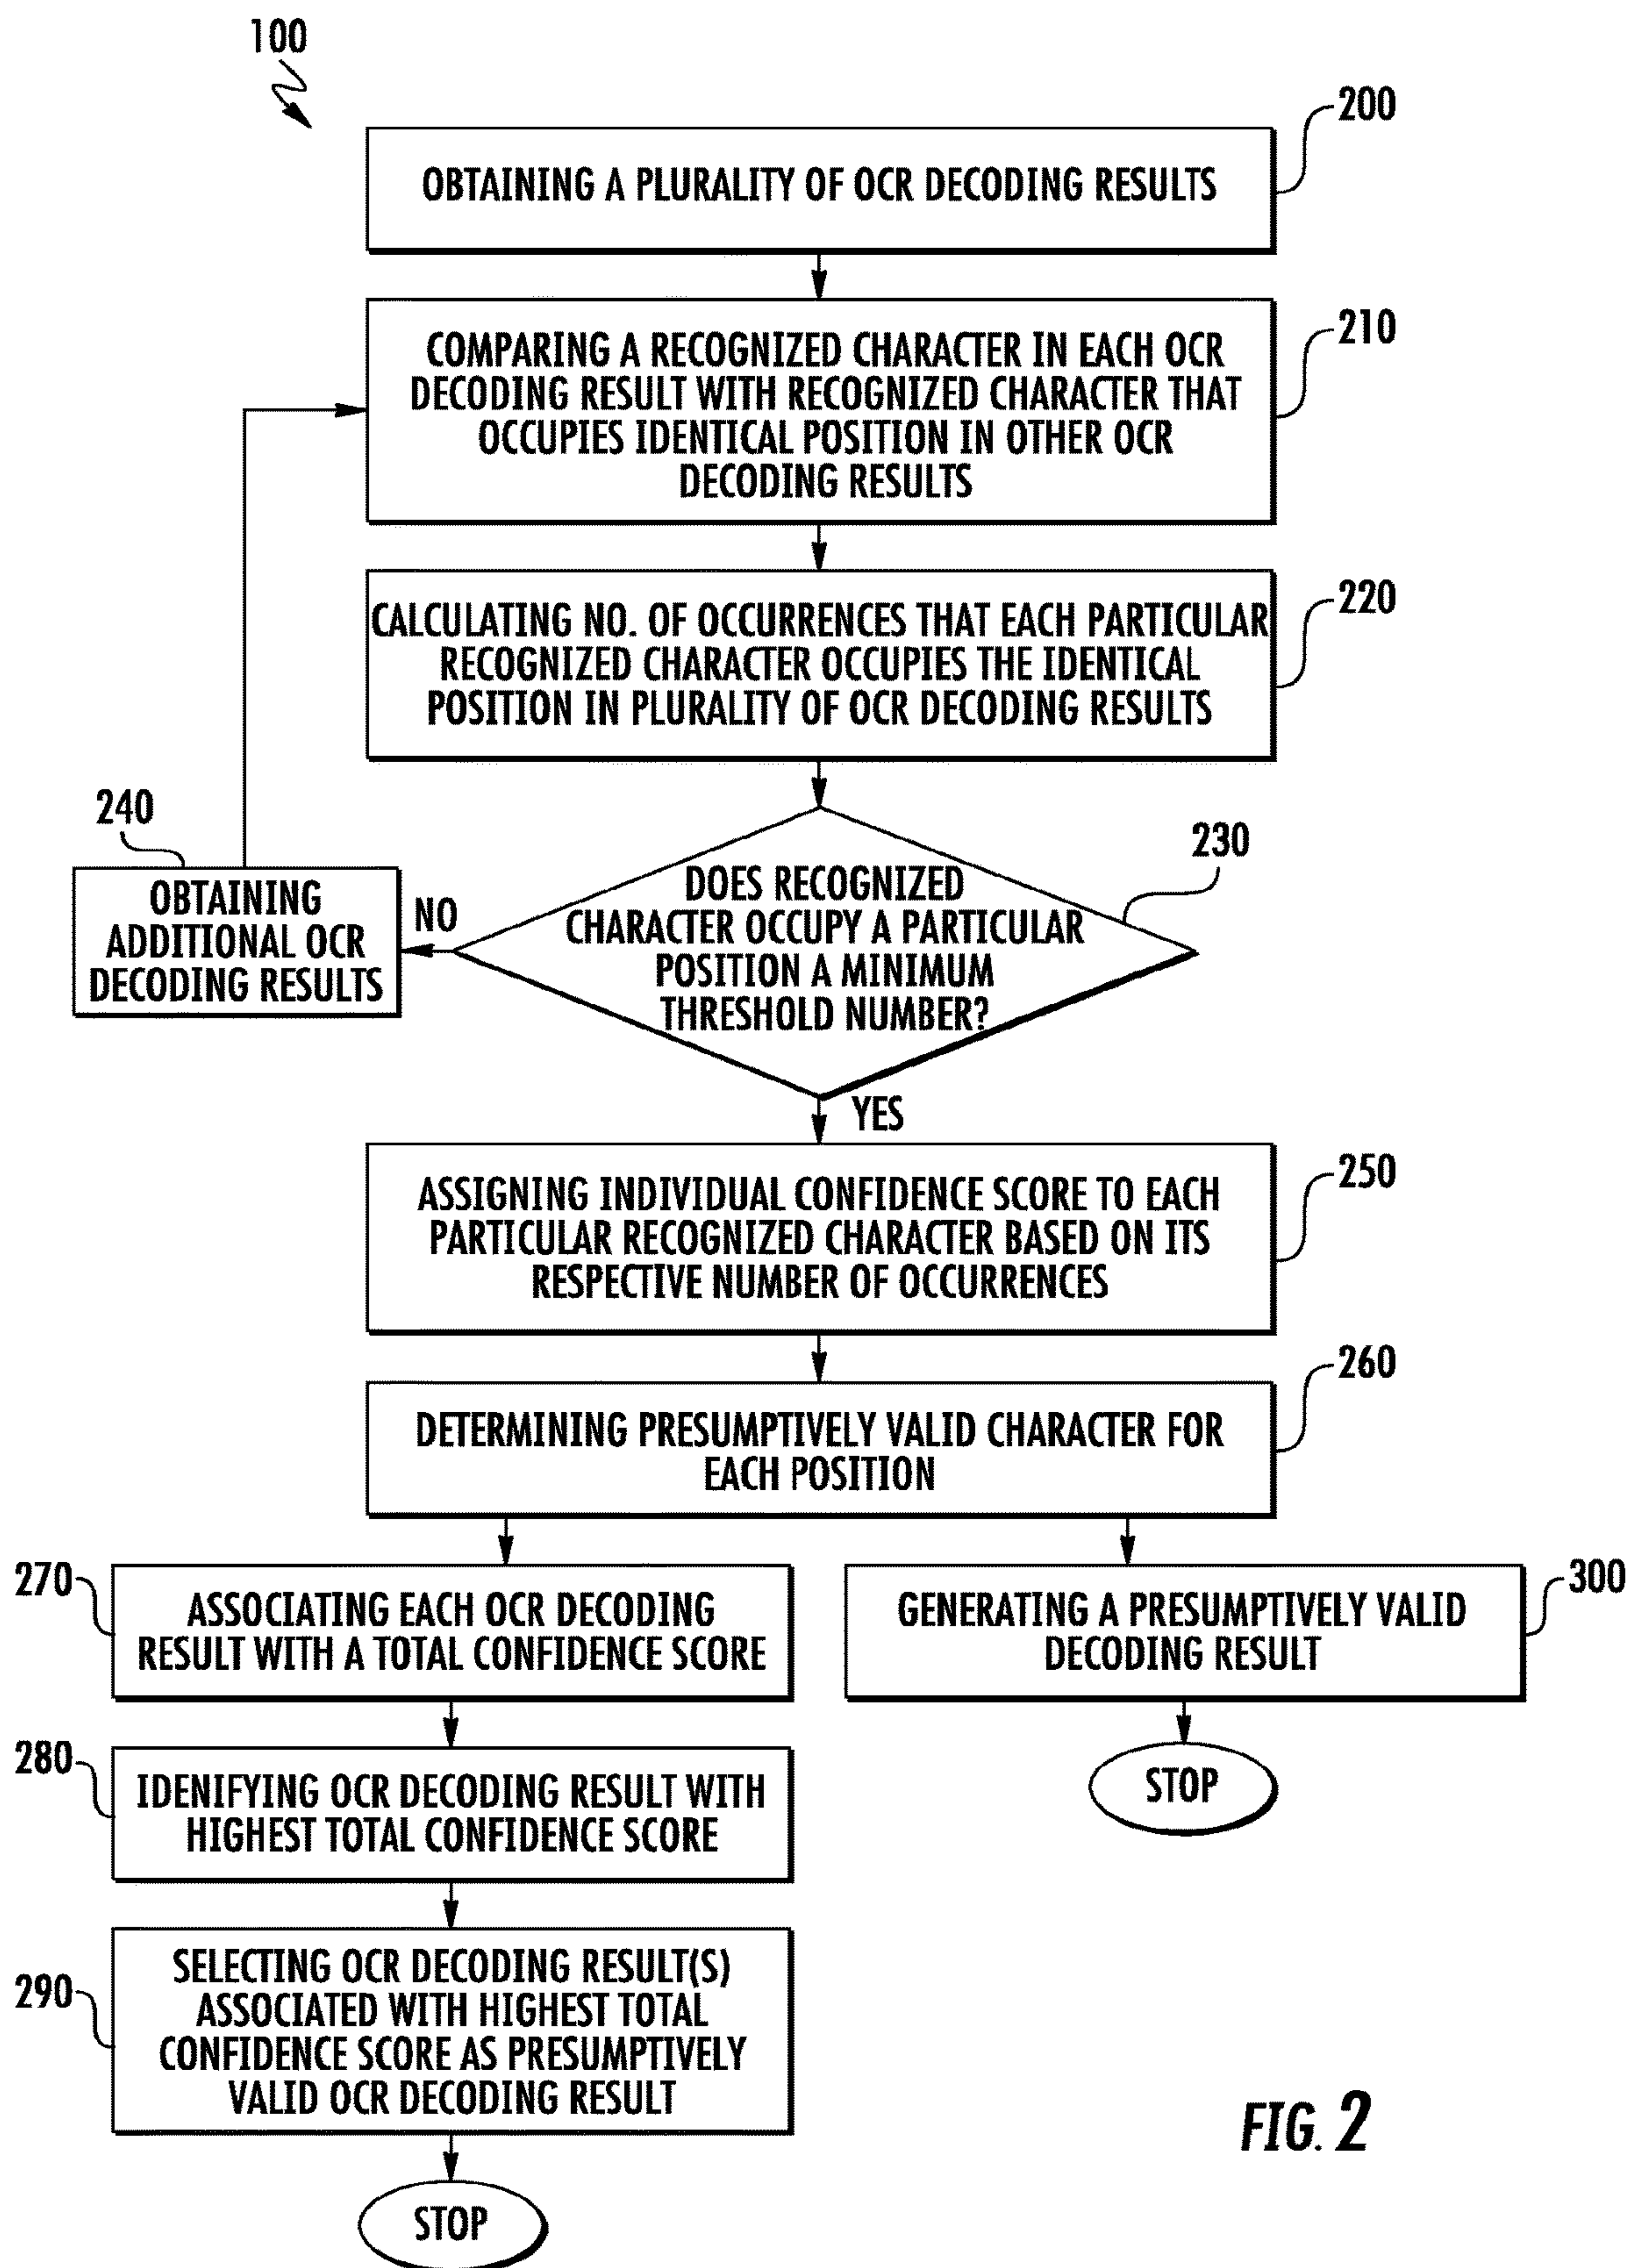 100
200
OBTAINING A PLURALITY OF OCR DECODING RESULTS
210
COMPARING A RECOGNIZED CHARACTER IN EACH OCR
DECODING RESULT WITH RECOGNIZED CHARACTER THAT
OCCUPIES IDENTICAL POSITION IN OTHER OCR
DECODING RESULTS
220
CALCULATING NO. OF OCCURRENCES THAT EACH PARTICULAR
RECOGNIZED CHARACTER OCCUPIES THE IDENTICAL
POSITION IN PLURALITY OF OCR DECODING RESULTS
230
DOES RECOGNIZED
CHARACTER OCCUPY A PARTICULAR
POSITION A MINIMUM
THRESHOLD NUMBER?
NO
240
OBTAINING
ADDITIONAL OCR
DECODING RESULTS
YES
250
ASSIGNING INDIVIDUAL CONFIDENCE SCORE TO EACH
PARTICULAR RECOGNIZED CHARACTER BASED ON ITS
RESPECTIVE NUMBER OF OCCURRENCES
260
DETERMINING PRESUMPTIVELY VALID CHARACTER FOR
EACH POSITION
270
ASSOCIATING EACH OCR DECODING
RESULT WITH A TOTAL CONFIDENCE SCORE
300
GENERATING A PRESUMPTIVELY VALID
DECODING RESULT
STOP
280
IDENIFYING OCR DECODING RESULT WITH
HIGHEST TOTAL CONFIDENCE SCORE
290
SELECTING OCR DECODING RESULT(S)
ASSOCIATED WITH HIGHEST TOTAL
CONFIDENCE SCORE AS PRESUMPTIVELY
VALID OCR DECODING RESULT
STOP
FIG. 2